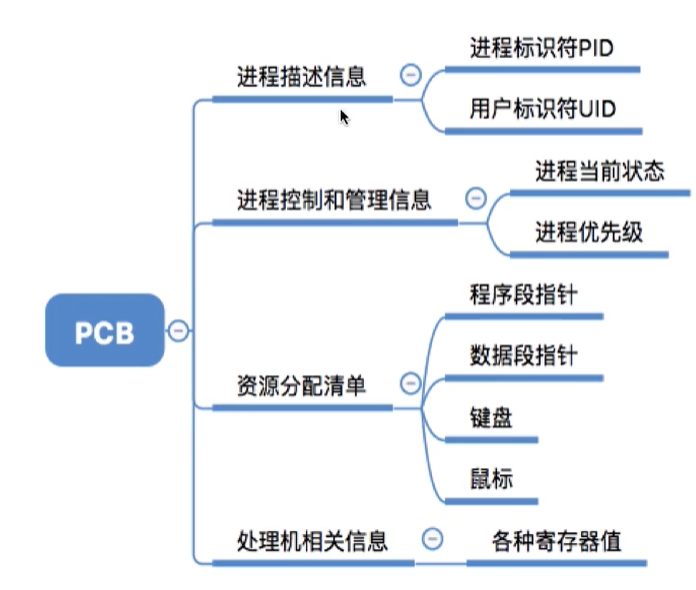 进程描述信息
进程标识符PID
用户标识符UID
进程控制和管理信息
进程当前状态
进程优先级
PCB
资源分配清单
程序段指针
数据段指针
键盘
鼠标
处理机相关信息
各种寄存器值